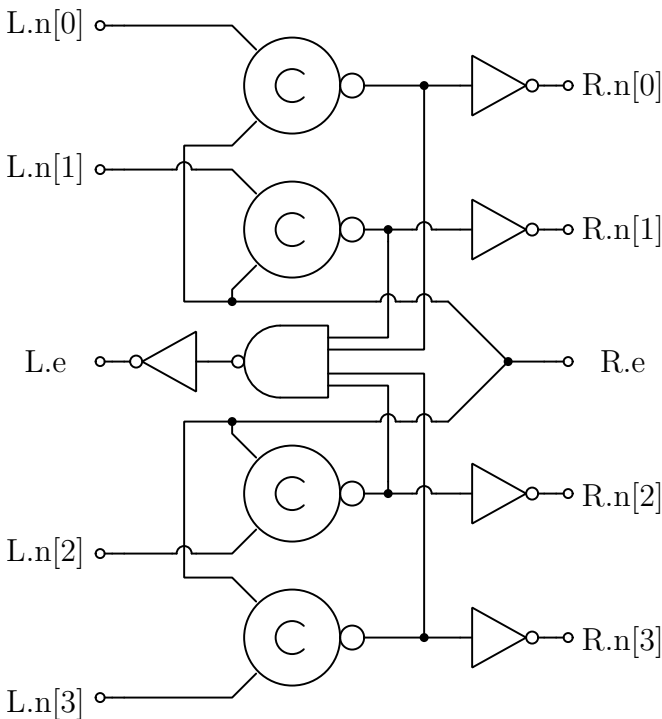 L.n[0]
C
R.n[0]
L.n[1]
C
R.n[1]
L.e
R.e
C
R.n[2]
L.n[2]
C
R.n[3]
L.n[3]